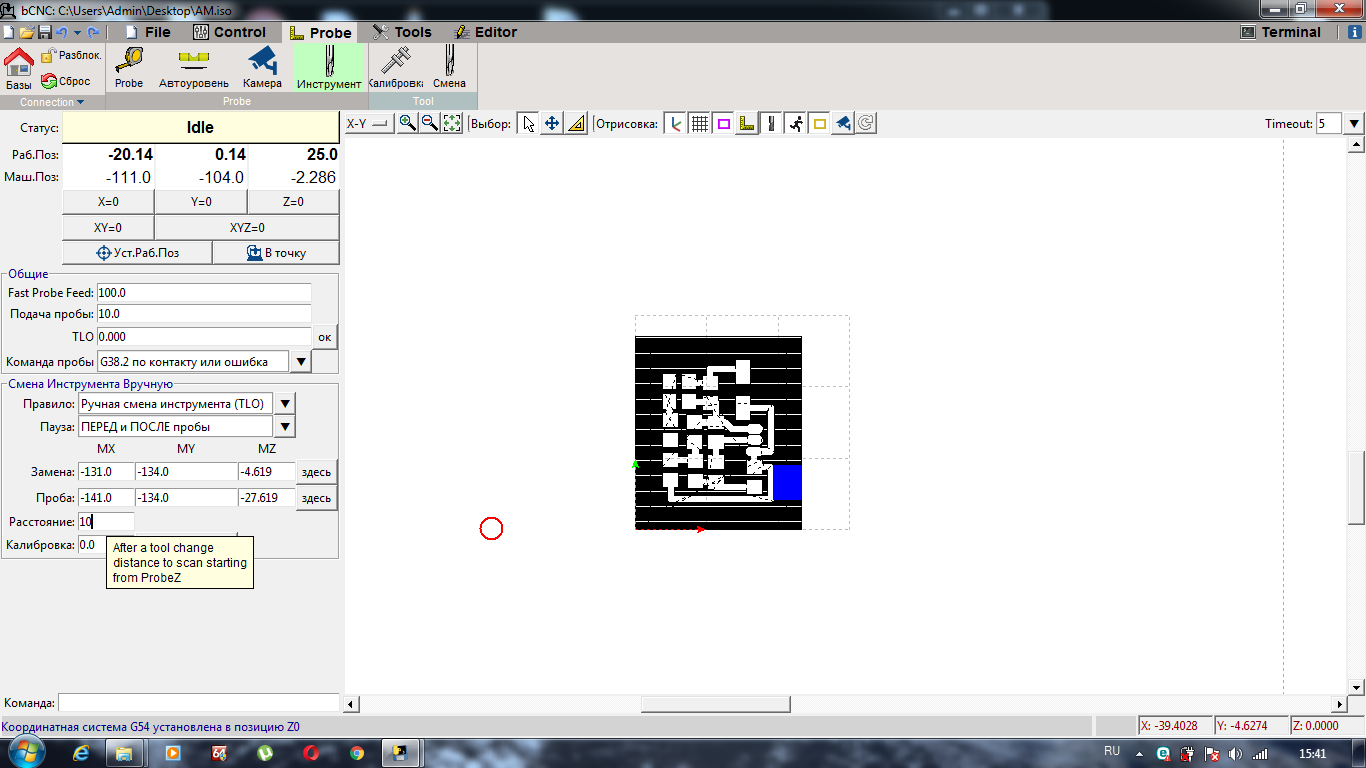 bCNC: C:\Users\Admin\Desktop\AM.iso
File Control Probe Tools Editor Terminal
Базы
Разблок.
Сброс
Connection
Probe Автоуровень Камера Инструмент
Probe
Калибровка Смена
Tool
Статус: Idle
Раб.Поз: -20.14 0.14 25.0
Маш.Поз: -111.0 -104.0 -2.286
X=0 Y=0 Z=0
XY=0 XYZ=0
Уст.Раб.Поз В точку
Общие
Fast Probe Feed: 100.0
Подача пробы: 10.0
TLO 0.000 ок
Команда пробы G38.2 по контакту или ошибка
Смена Инструмента Вручную
Правило: Ручная смена инструмента (TLO)
Пауза: ПЕРЕД и ПОСЛЕ пробы
MX MY MZ
Замена: -131.0 -134.0 -4.619 здесь
Проба: -141.0 -134.0 -27.619 здесь
Расстояние: 10
Калибровка: 0.0
After a tool change
distance to scan starting
from ProbeZ
X-Y Выбор: Отрисовка: Timeout: 5
Команда:
Координатная система G54 установлена в позицию Z0
X: -39.4028 Y: -4.6274 Z: 0.0000
64
RU
15:41